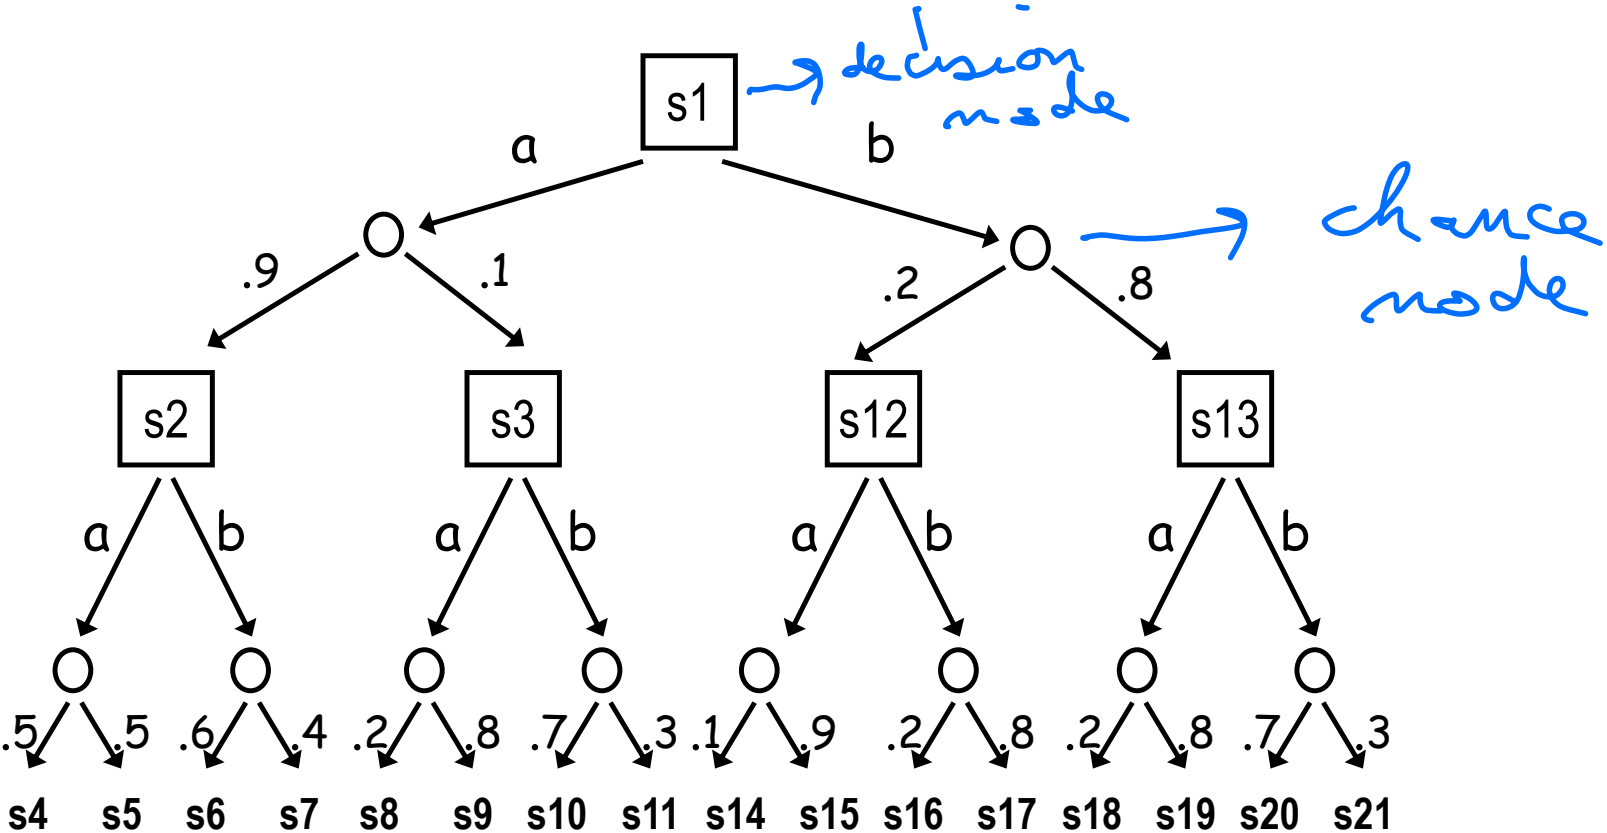 s1
decision
node
a
b
chance
node
.9
.1
.2
.8
s2
s3
s12
s13
a
b
a
b
a
b
a
b
.5
.5
.6
.4
.2
.8
.7
.3
.1
.9
.2
.8
.2
.8
.7
.3
s4
s5
s6
s7
s8
s9
s10
s11
s14
s15
s16
s17
s18
s19
s20
s21